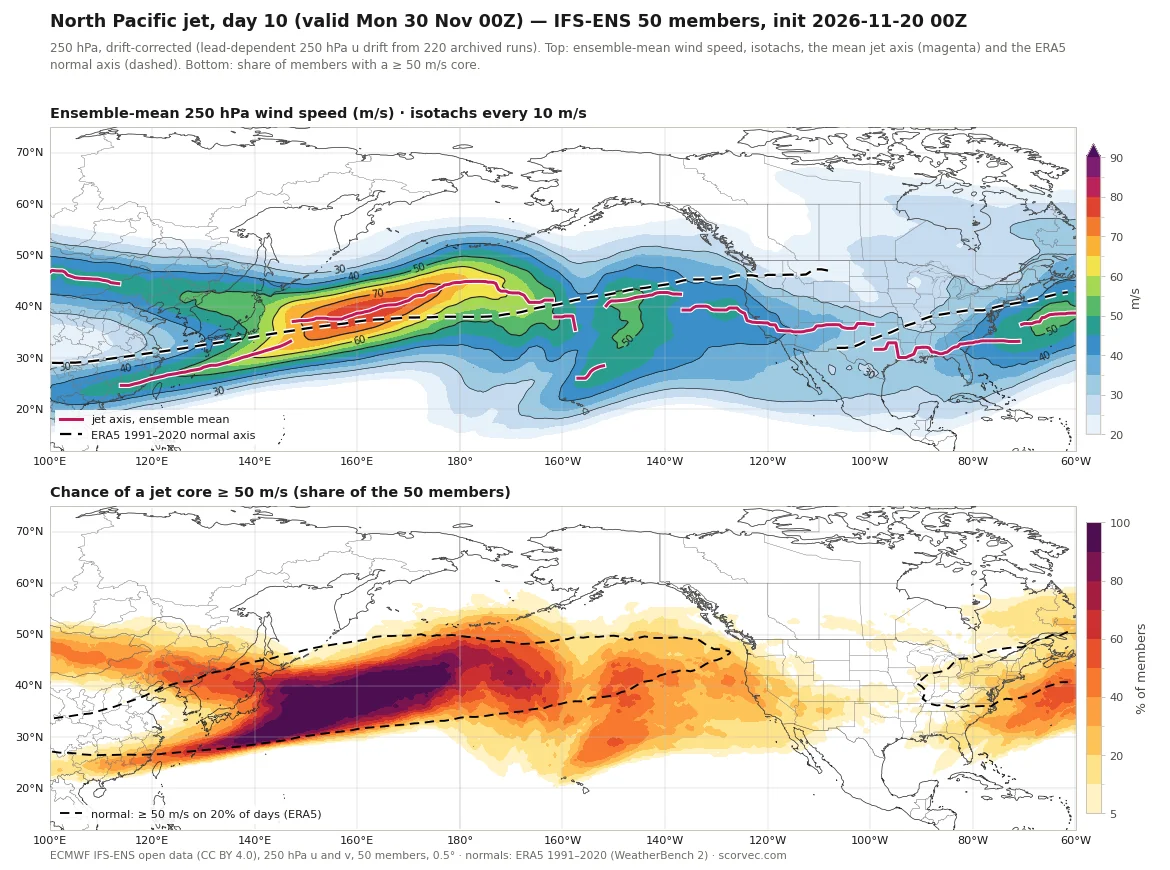 North Pacific jet, day 10 (valid Mon 30 Nov 00Z) — IFS-ENS 50 members, init 2026-11-20 00Z
250 hPa, drift-corrected (lead-dependent 250 hPa u drift from 220 archived runs). Top: ensemble-mean wind speed, isotachs, the mean jet axis (magenta) and the ERA5
normal axis (dashed). Bottom: share of members with a ≥ 50 m/s core.
Ensemble-mean 250 hPa wind speed (m/s) · isotachs every 10 m/s
70°N
60°N
50°N
40°N
30°N
20°N
30 40 50
70
60
30
30
50
30
50
40
jet axis, ensemble mean
ERA5 1991–2020 normal axis
100°E 120°E 140°E 160°E 180° 160°W 140°W 120°W 100°W 80°W 60°W
90
80
70
60
50
40
30
20
m/s
Chance of a jet core ≥ 50 m/s (share of the 50 members)
70°N
60°N
50°N
40°N
30°N
20°N
normal: ≥ 50 m/s on 20% of days (ERA5)
100°E 120°E 140°E 160°E 180° 160°W 140°W 120°W 100°W 80°W 60°W
100
80
60
40
20
5
% of members
ECMWF IFS-ENS open data (CC BY 4.0), 250 hPa u and v, 50 members, 0.5° · normals: ERA5 1991–2020 (WeatherBench 2) · scorvec.com